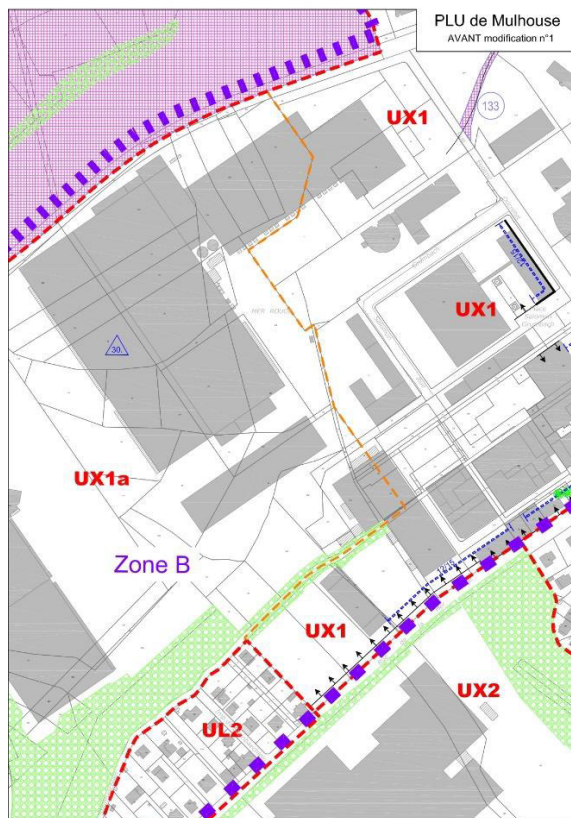 PLU de Mulhouse
AVANT modification n°1
UX1
133
UX1
30.
UX1a
Zone B
UX1
UX2
UL2